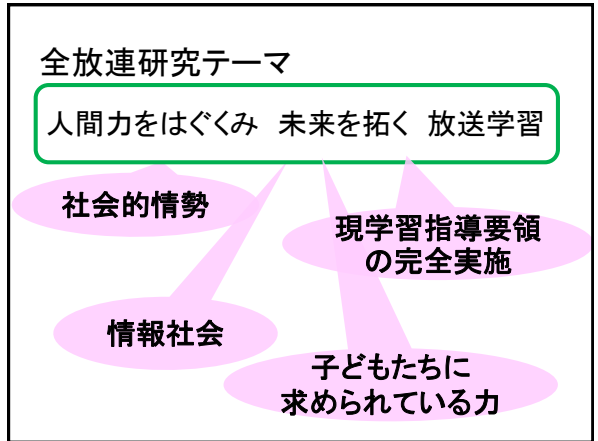 全放連研究テーマ
人間力をはぐくみ 未来を拓く 放送学習
社会的情勢
現学習指導要領
の完全実施
情報社会
子どもたちに
求められている力